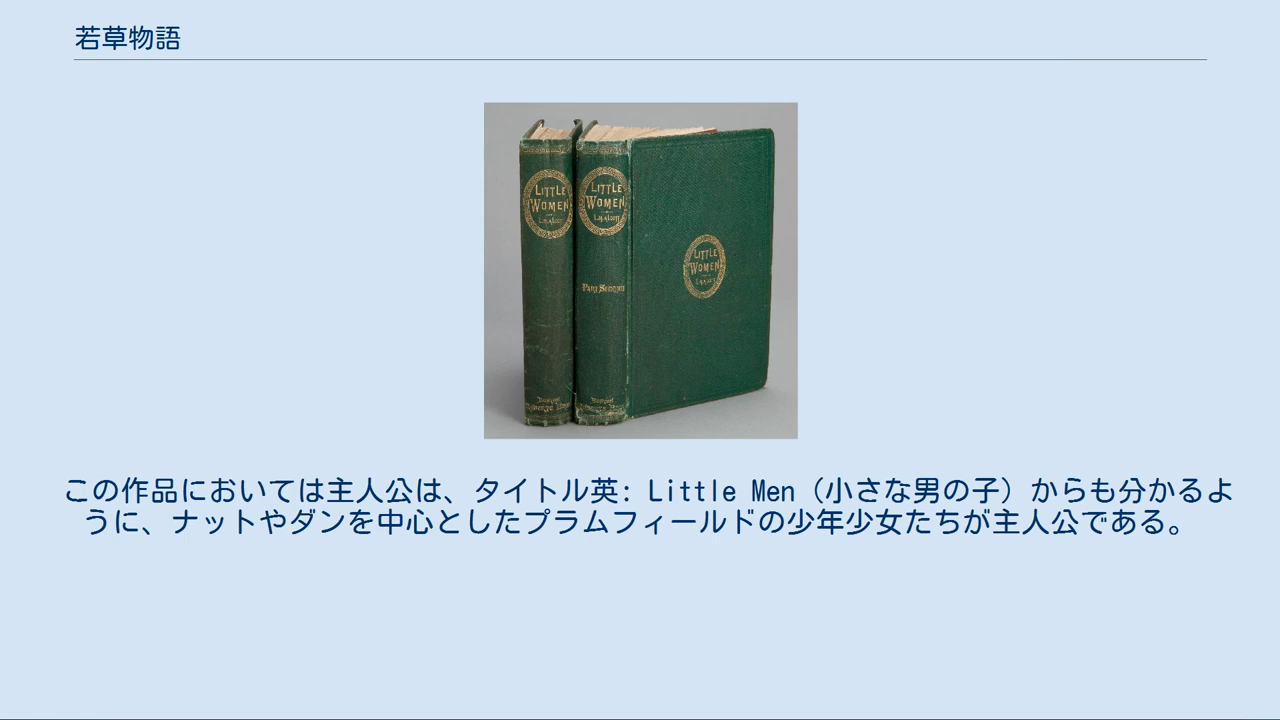 若草物語
LITTLE
WOMEN
LITTLE
WOMEN
L.M.Alcott
PART SECOND
LITTLE
WOMEN
この作品においては主人公は、タイトル英: Little Men（小さな男の子）からも分かるよ
うに、ナットやダンを中心としたプラムフィールドの少年少女たちが主人公である。